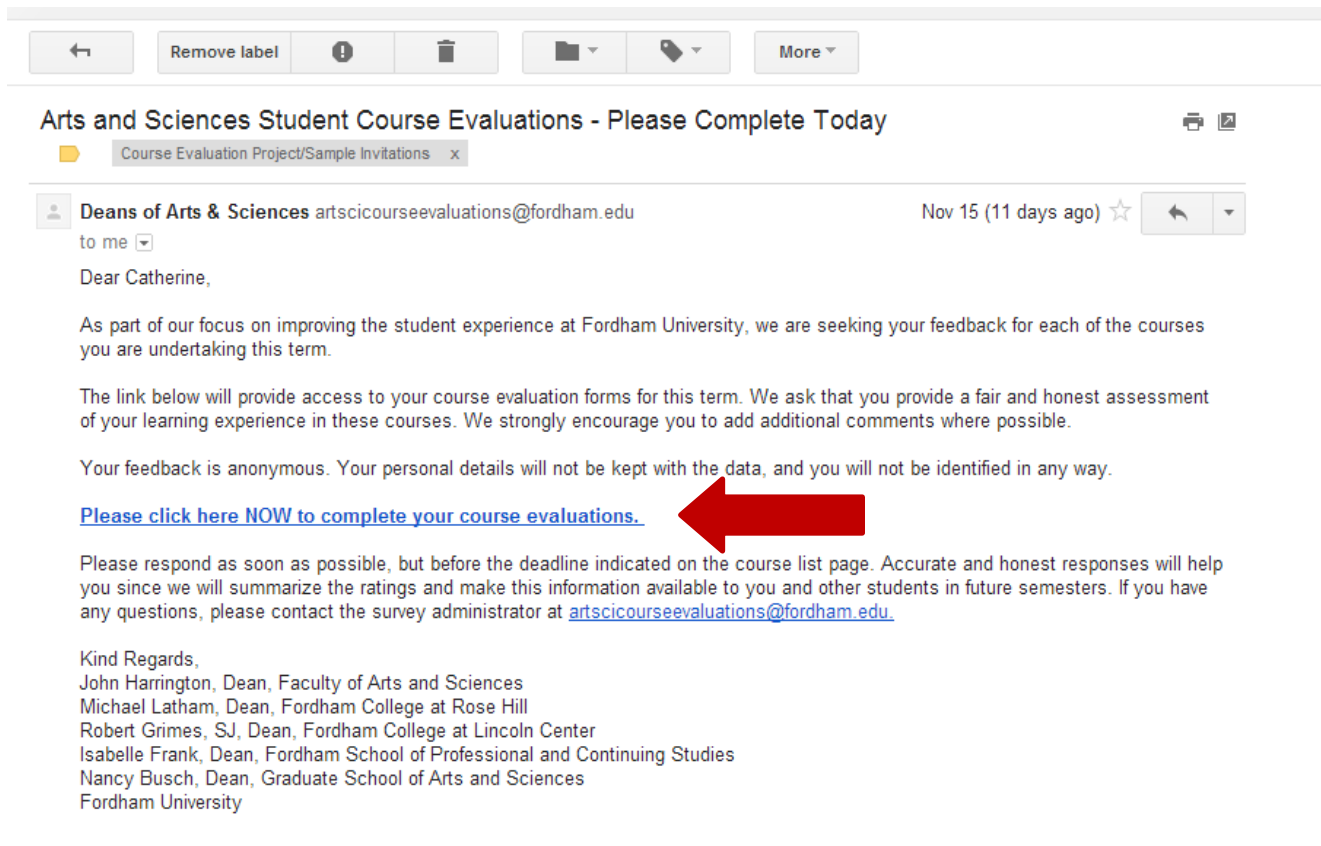 Remove label
More
Arts and Sciences Student Course Evaluations - Please Complete Today
Course Evaluation Project/Sample Invitations x
Deans of Arts & Sciences artscicourseevaluations@fordham.edu Nov 15 (11 days ago)
to me
Dear Catherine,
As part of our focus on improving the student experience at Fordham University, we are seeking your feedback for each of the courses
you are undertaking this term.
The link below will provide access to your course evaluation forms for this term. We ask that you provide a fair and honest assessment
of your learning experience in these courses. We strongly encourage you to add additional comments where possible.
Your feedback is anonymous. Your personal details will not be kept with the data, and you will not be identified in any way.
Please click here NOW to complete your course evaluations.
Please respond as soon as possible, but before the deadline indicated on the course list page. Accurate and honest responses will help
you since we will summarize the ratings and make this information available to you and other students in future semesters. If you have
any questions, please contact the survey administrator at artscicourseevaluations@fordham.edu.
Kind Regards,
John Harrington, Dean, Faculty of Arts and Sciences
Michael Latham, Dean, Fordham College at Rose Hill
Robert Grimes, SJ, Dean, Fordham College at Lincoln Center
Isabelle Frank, Dean, Fordham School of Professional and Continuing Studies
Nancy Busch, Dean, Graduate School of Arts and Sciences
Fordham University